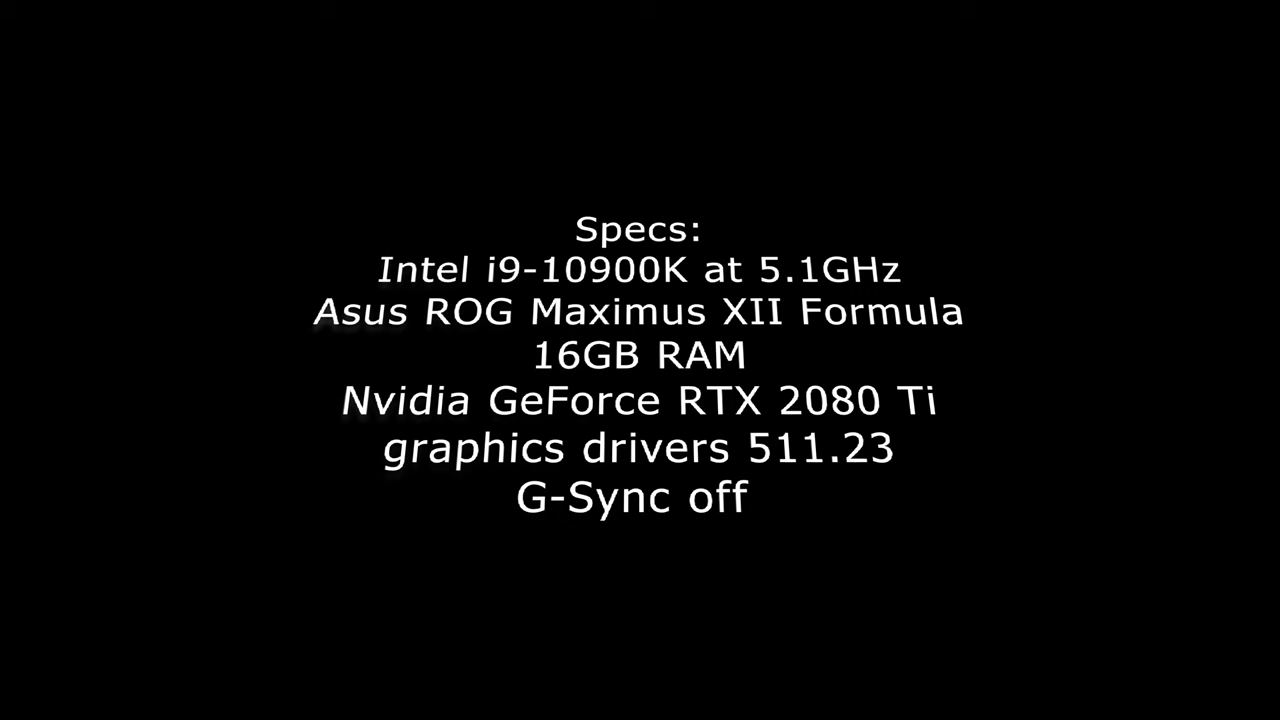 Specs:
Intel i9-10900K at 5.1GHz
Asus ROG Maximus XII Formula
16GB RAM
Nvidia GeForce RTX 2080 Ti
graphics drivers 511.23
G-Sync off